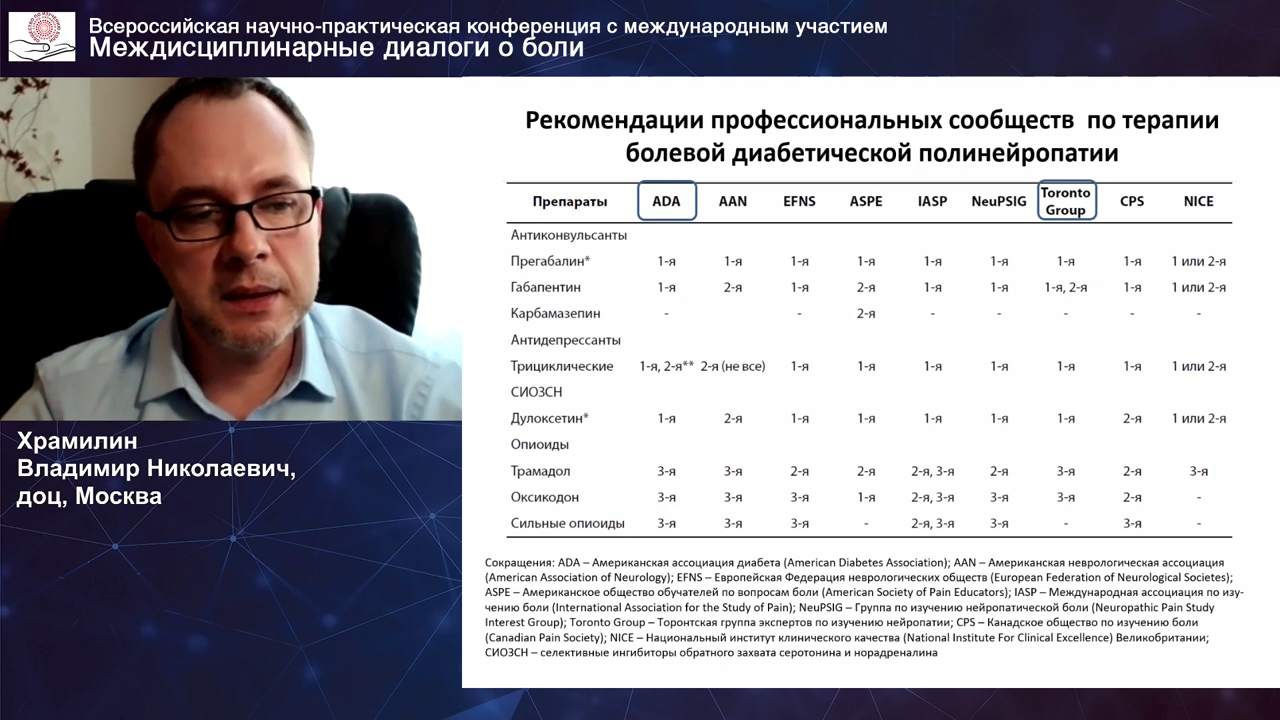 Всероссийская научно-практическая конференция с международным участием
Междисциплинарные диалоги о боли
Храмилин
Владимир Николаевич,
доц, Москва
Рекомендации профессиональных сообществ по терапии
болевой диабетической полинейропатии
Препараты ADA AAN EFNS ASPE IASP NeuPSIG Toronto Group CPS NICE
Антиконвульсанты
Прегабалин* 1-я 1-я 1-я 1-я 1-я 1-я 1-я 1-я 1 или 2-я
Габапентин 1-я 2-я 1-я 2-я 1-я 1-я 1-я, 2-я 1-я 1 или 2-я
Карбамазепин - - 2-я - - - - -
Антидепрессанты
Трициклические 1-я, 2-я** 2-я (не все) 1-я 1-я 1-я 1-я 1-я 1-я 1 или 2-я
СИОЗСН
Дулоксетин* 1-я 2-я 1-я 1-я 1-я 1-я 1-я 2-я 1 или 2-я
Опиоиды
Трамадол 3-я 3-я 2-я 2-я 2-я, 3-я 2-я 3-я 2-я 3-я
Оксикодон 3-я 3-я 3-я 1-я 2-я, 3-я 3-я 3-я 2-я -
Сильные опиоиды 3-я 3-я 3-я - 2-я, 3-я 3-я - 3-я -
Сокращения: ADA – Американская ассоциация диабета (American Diabetes Association); AAN – Американская неврологическая ассоциация
(American Association of Neurology); EFNS – Европейская Федерация неврологических обществ (European Federation of Neurological Societes);
ASPE – Американское общество обучателей по вопросам боли (American Society of Pain Educators); IASP – Международная ассоциация по изу-
чению боли (International Association for the Study of Pain); NeuPSIG – Группа по изучению нейропатической боли (Neuropathic Pain Study
Interest Group); Toronto Group – Торонтская группа экспертов по изучению нейропатии; CPS – Канадское общество по изучению боли
(Canadian Pain Society); NICE – Национальный институт клинического качества (National Institute For Clinical Excellence) Великобритании;
СИОЗСН – селективные ингибиторы обратного захвата серотонина и норадреналина